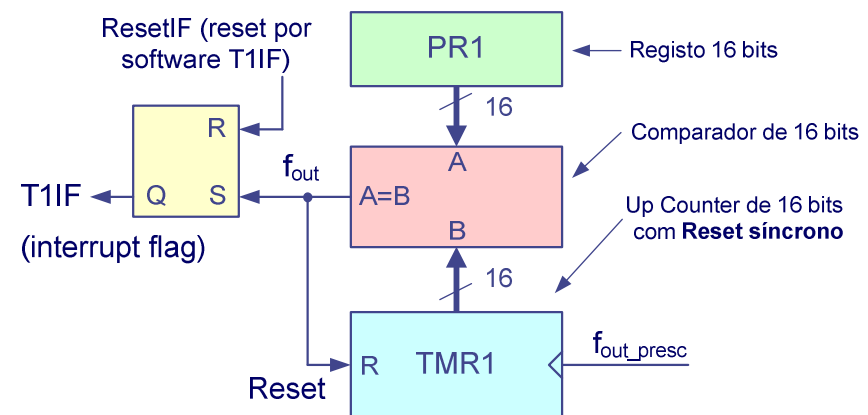 ResetIF (reset por
software T1IF)
PR1
Registo 16 bits
16
R
Comparador de 16 bits
A
fout
T1IF
Q
S
A=B
(interrupt flag)
B
Up Counter de 16 bits
com Reset síncrono
16
fout_presc
R
TMR1
Reset